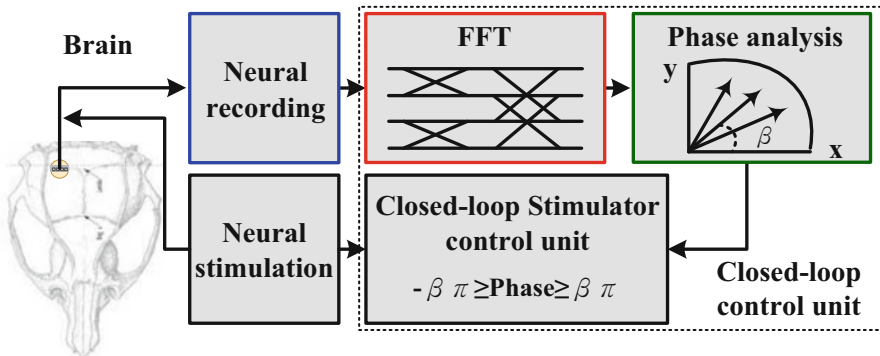 Brain
Neural
recording
FFT
Phase analysis
y
β
x
Neural
stimulation
Closed-loop Stimulator
control unit
- β π ≥Phase≥ β π
Closed-loop
control unit